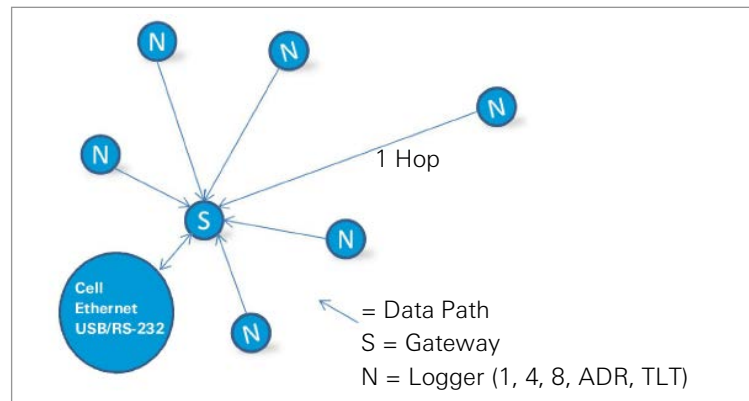 N
N
N
1 Hop
N
S
N
Cell
Ethernet
USB/RS-232
N
= Data Path
S = Gateway
N = Logger (1, 4, 8, ADR, TLT)